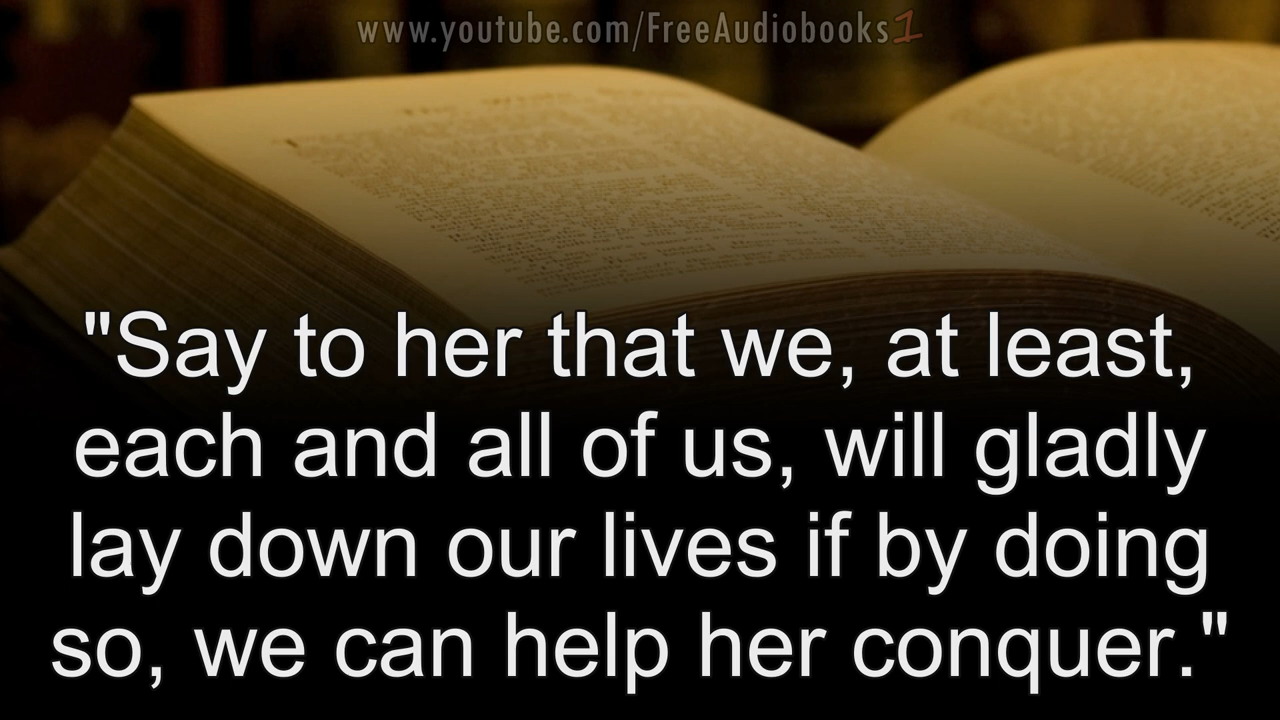 www.youtube.com/FreeAudiobooks1
"Say to her that we, at least,
each and all of us, will gladly
lay down our lives if by doing
so, we can help her conquer."